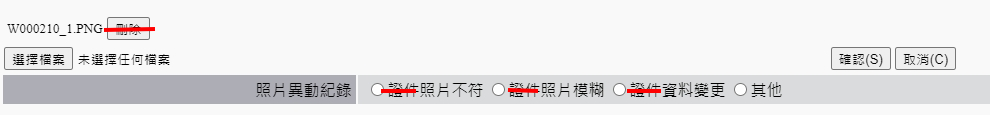 W000210_1.PNG 刪除
選擇檔案 未選擇任何檔案 確認(S) 取消(C)
照片異動紀錄 證件照片不符 證件照片模糊 證件資料變更 其他